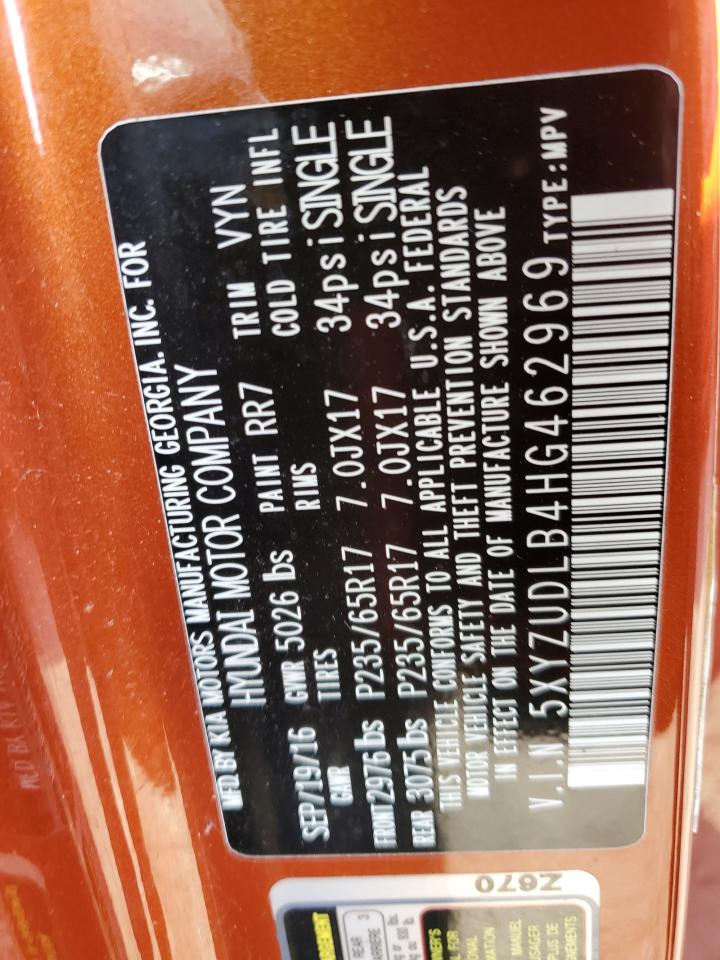 MFD BY KIA MOTORS MANUFACTURING GEORGIA. INC. FOR
HYUNDAI MOTOR COMPANY
SEP/19/16 GVWR 5026 lbs PAINT RR7 TRIM VYN
GAWR TIRES RIMS COLD TIRE INFL
FRONT 2976 lbs P235/65R17 7.0JX17 34psi SINGLE
REAR 3075 lbs P235/65R17 7.0JX17 34psi SINGLE
THIS VEHICLE CONFORMS TO ALL APPLICABLE U.S.A. FEDERAL
MOTOR VEHICLE SAFETY AND THEFT PREVENTION STANDARDS
IN EFFECT ON THE DATE OF MANUFACTURE SHOWN ABOVE
V.I.N 5XYZUDLB4HG462969 TYPE:MPV
Z670
REAR 3